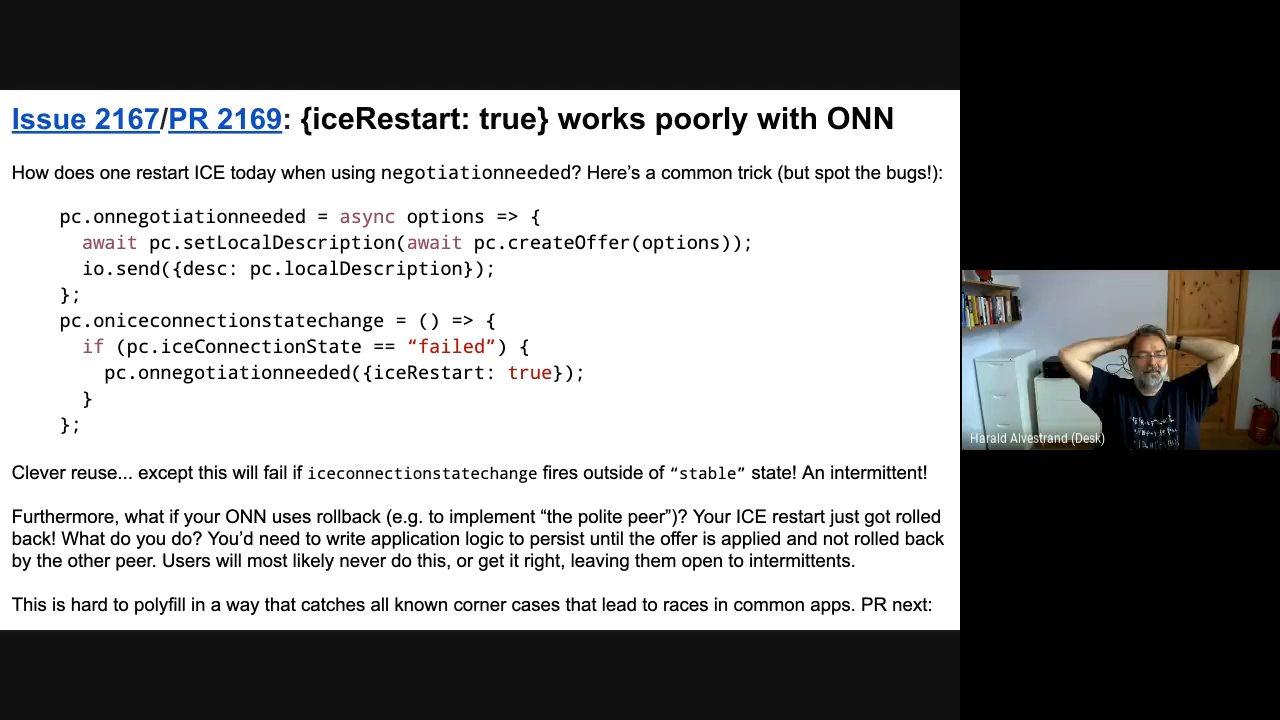 Issue 2167/PR 2169: {iceRestart: true} works poorly with ONN
How does one restart ICE today when using negotiationneeded? Here’s a common trick (but spot the bugs!):
pc.onnegotiationneeded = async options => {
await pc.setLocalDescription(await pc.createOffer(options));
io.send({desc: pc.localDescription});
};
pc.oniceconnectionstatechange = () => {
if (pc.iceConnectionState == “failed”) {
pc.onnegotiationneeded({iceRestart: true});
}
};
Clever reuse... except this will fail if iceconnectionstatechange fires outside of “stable” state! An intermittent!
Furthermore, what if your ONN uses rollback (e.g. to implement “the polite peer”)? Your ICE restart just got rolled
back! What do you do? You’d need to write application logic to persist until the offer is applied and not rolled back
by the other peer. Users will most likely never do this, or get it right, leaving them open to intermittents.
This is hard to polyfill in a way that catches all known corner cases that lead to races in common apps. PR next:
Harald Alvestrand (Desk)